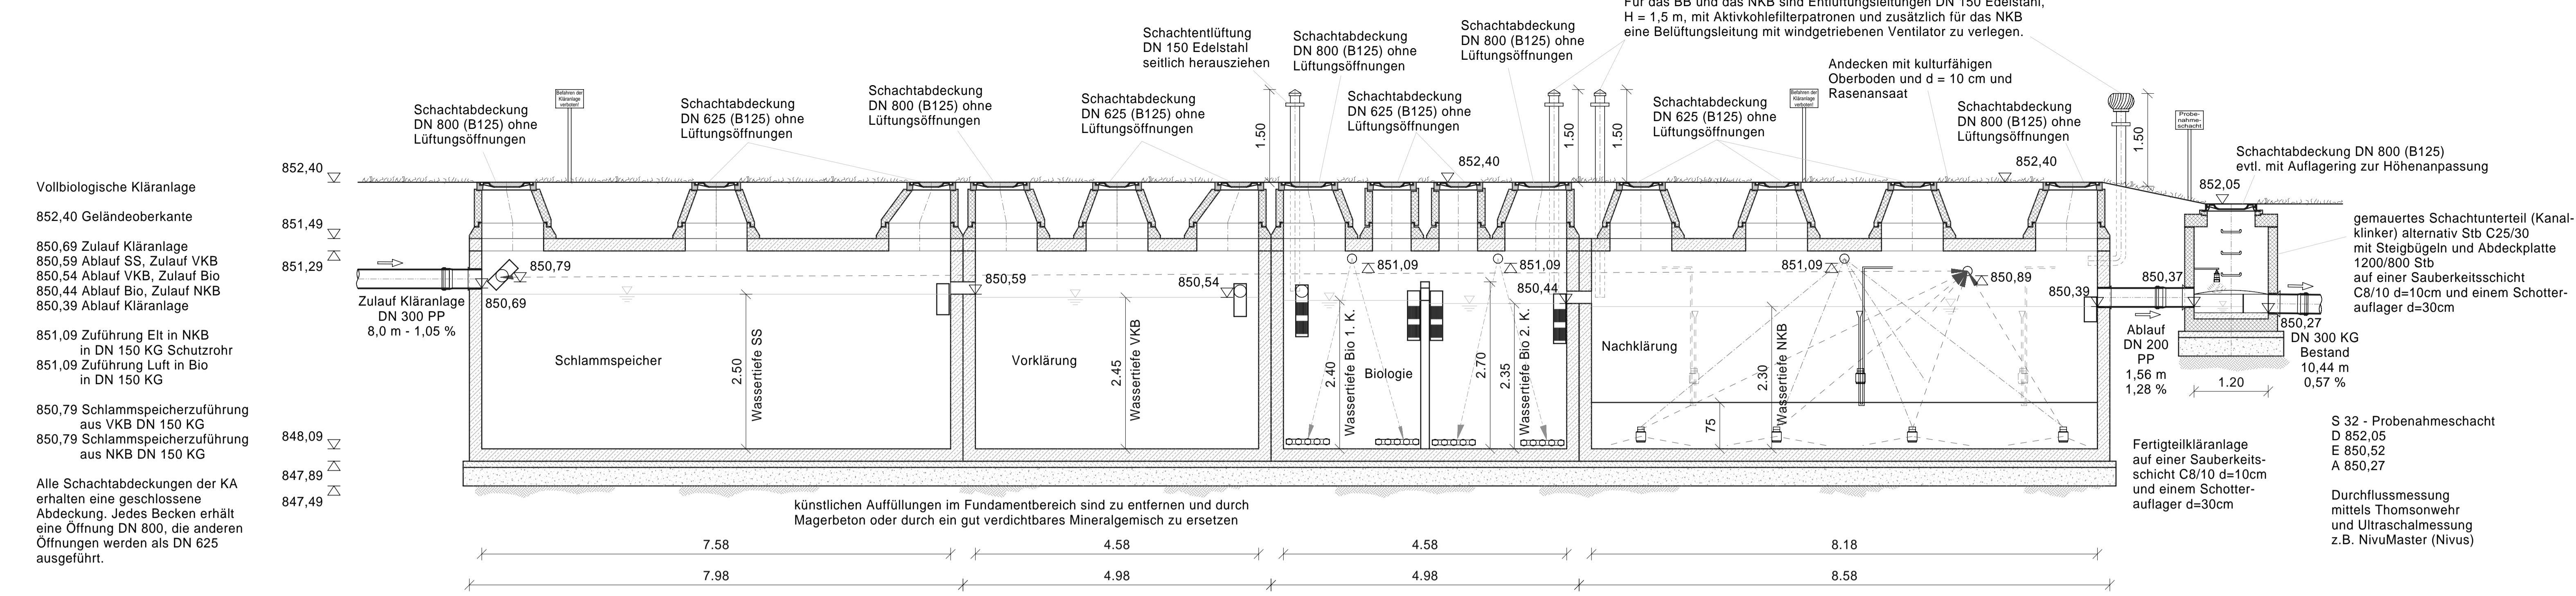 Für das BB und das NKB sind Entlüftungsleitungen DN 150 Edelstahl,
H = 1,5 m, mit Aktivkohlefilterpatronen und zusätzlich für das NKB
eine Belüftungsleitung mit windgetriebenen Ventilator zu verlegen.
Schachtentlüftung
DN 150 Edelstahl
seitlich herausziehen
Schachtabdeckung
DN 800 (B125) ohne
Lüftungsöffnungen
Schachtabdeckung
DN 800 (B125) ohne
Lüftungsöffnungen
Andecken mit kulturfähigen
Oberboden und d = 10 cm und
Rasenansaat
Schachtabdeckung
DN 800 (B125) ohne
Lüftungsöffnungen
Befahren der
Kläranlage
verboten!
Schachtabdeckung
DN 625 (B125) ohne
Lüftungsöffnungen
Schachtabdeckung
DN 800 (B125) ohne
Lüftungsöffnungen
Schachtabdeckung
DN 625 (B125) ohne
Lüftungsöffnungen
Schachtabdeckung
DN 625 (B125) ohne
Lüftungsöffnungen
Schachtabdeckung
DN 625 (B125) ohne
Lüftungsöffnungen
Befahren der
Kläranlage
verboten!
Schachtabdeckung
DN 800 (B125) ohne
Lüftungsöffnungen
1.50
1.50
1.50
1.50
Probe-
nahme-
schacht
Schachtabdeckung DN 800 (B125)
evtl. mit Auflagering zur Höhenanpassung
852,40
852,40
852,40
852,05
Vollbiologische Kläranlage
852,40 Geländeoberkante
850,69 Zulauf Kläranlage
850,59 Ablauf SS, Zulauf VKB
850,54 Ablauf VKB, Zulauf Bio
850,44 Ablauf Bio, Zulauf NKB
850,39 Ablauf Kläranlage
851,09 Zuführung Elt in NKB
in DN 150 KG Schutzrohr
851,09 Zuführung Luft in Bio
in DN 150 KG
850,79 Schlammspeicherzuführung
aus VKB DN 150 KG
850,79 Schlammspeicherzuführung
aus NKB DN 150 KG
Alle Schachtabdeckungen der KA
erhalten eine geschlossene
Abdeckung. Jedes Becken erhält
eine Öffnung DN 800, die anderen
Öffnungen werden als DN 625
ausgeführt.
851,49
851,29
848,09
847,89
847,49
Zulauf Kläranlage
DN 300 PP
8,0 m - 1,05 %
850,69
850,79
850,59
850,54
851,09
851,09
850,44
851,09
850,89
850,39
850,37
850,27
Schlammspeicher
2.50
Wassertiefe SS
Vorklärung
2.45
Wassertiefe VKB
2.40
Wassertiefe Bio 1. K.
Biologie
2.70
2.35
Wassertiefe Bio 2. K.
Nachklärung
75
2.30
Wassertiefe NKB
Ablauf
DN 200
PP
1,56 m
1,28 %
1.20
DN 300 KG
Bestand
10,44 m
0,57 %
gemauertes Schachtunterteil (Kanal-
klinker) alternativ Stb C25/30
mit Steigbügeln und Abdeckplatte
1200/800 Stb
auf einer Sauberkeitsschicht
C8/10 d=10cm und einem Schotter-
auflager d=30cm
S 32 - Probenahmeschacht
D 852,05
E 850,52
A 850,27
Durchflussmessung
mittels Thomsonwehr
und Ultraschalmessung
z.B. NivuMaster (Nivus)
Fertigteilkläranlage
auf einer Sauberkeits-
schicht C8/10 d=10cm
und einem Schotter-
auflager d=30cm
künstlichen Auffüllungen im Fundamentbereich sind zu entfernen und durch
Magerbeton oder durch ein gut verdichtbares Mineralgemisch zu ersetzen
7.58
4.58
4.58
8.18
7.98
4.98
4.98
8.58